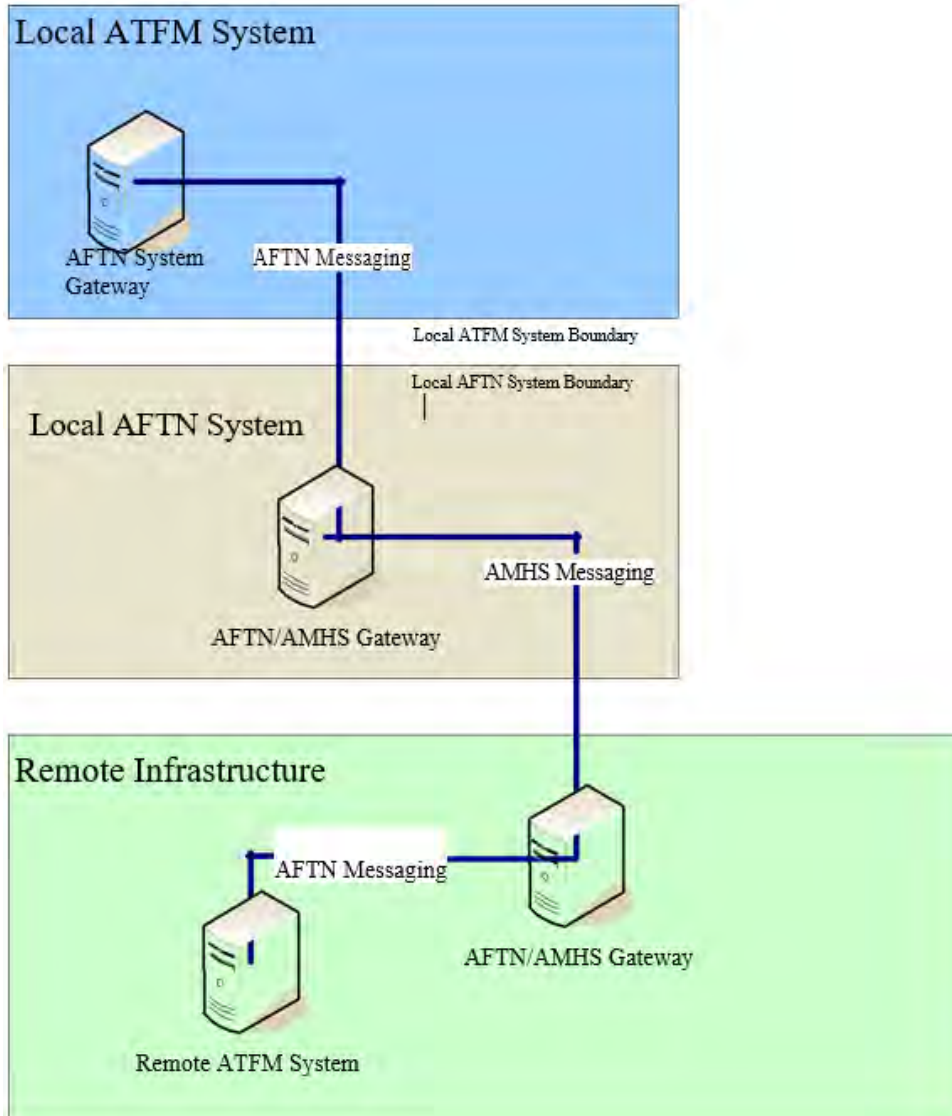 Local ATFM System
AFTN System
Gateway
AFTN Messaging
Local ATFM System Boundary
Local AFTN System Boundary
Local AFTN System
AMHS Messaging
AFTN/AMHS Gateway
Remote Infrastructure
AFTN Messaging
AFTN/AMHS Gateway
Remote ATFM System